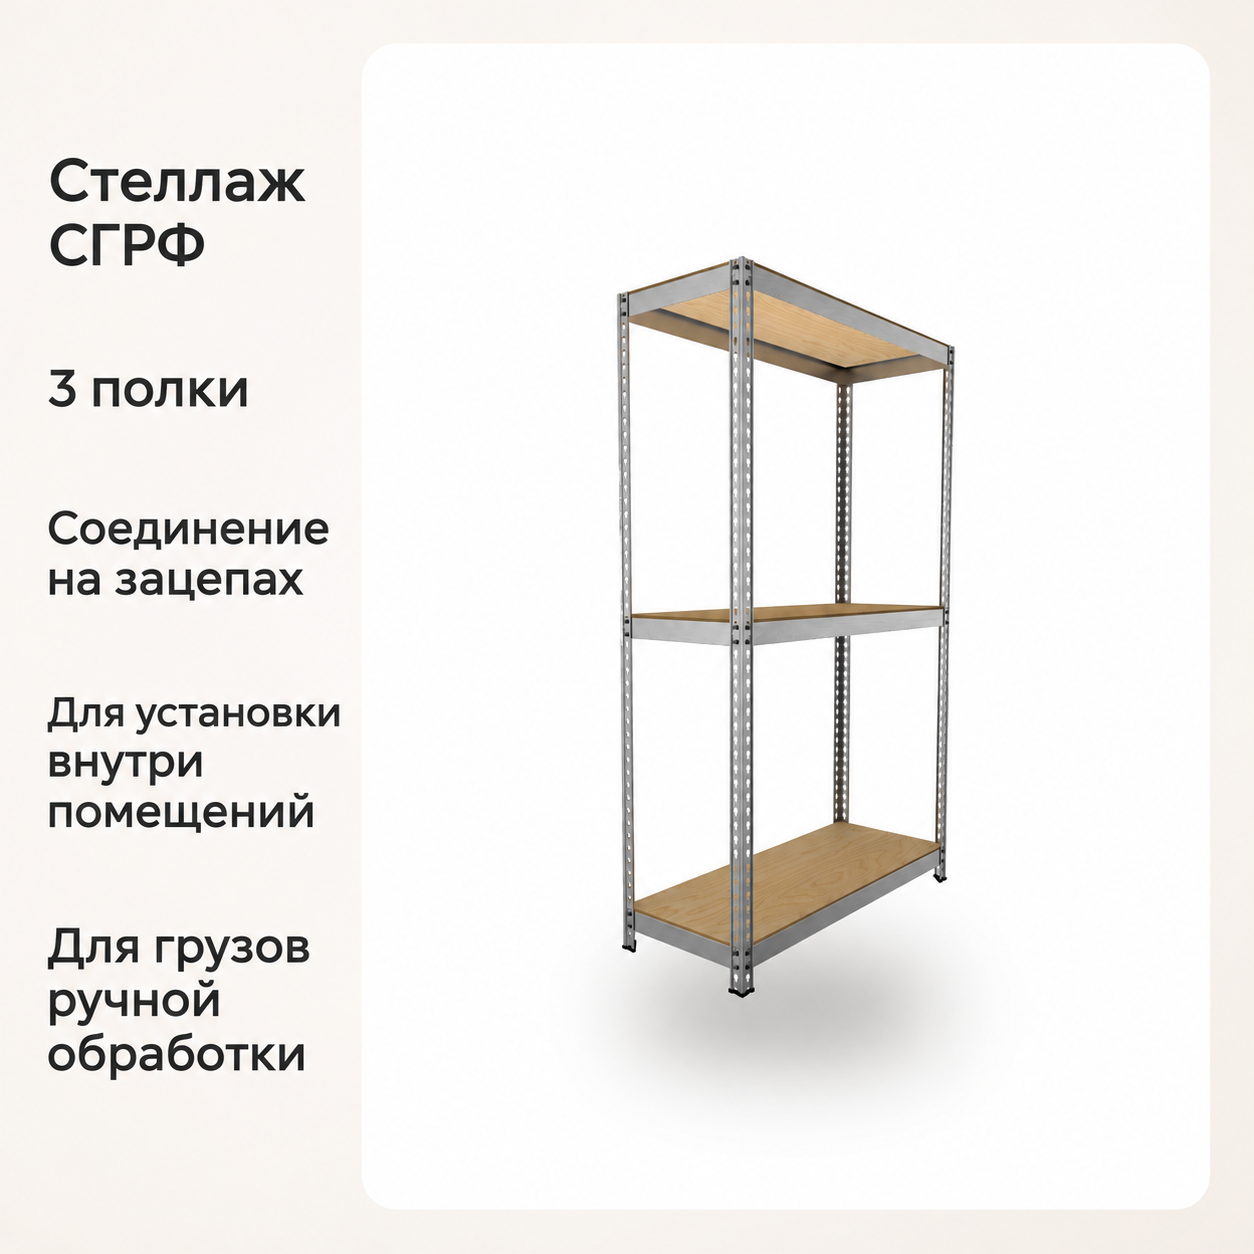 Стеллаж
СГРФ
3 полки
Соединение
на зацепах
Для установки
внутри
помещений
Для грузов
ручной
обработки